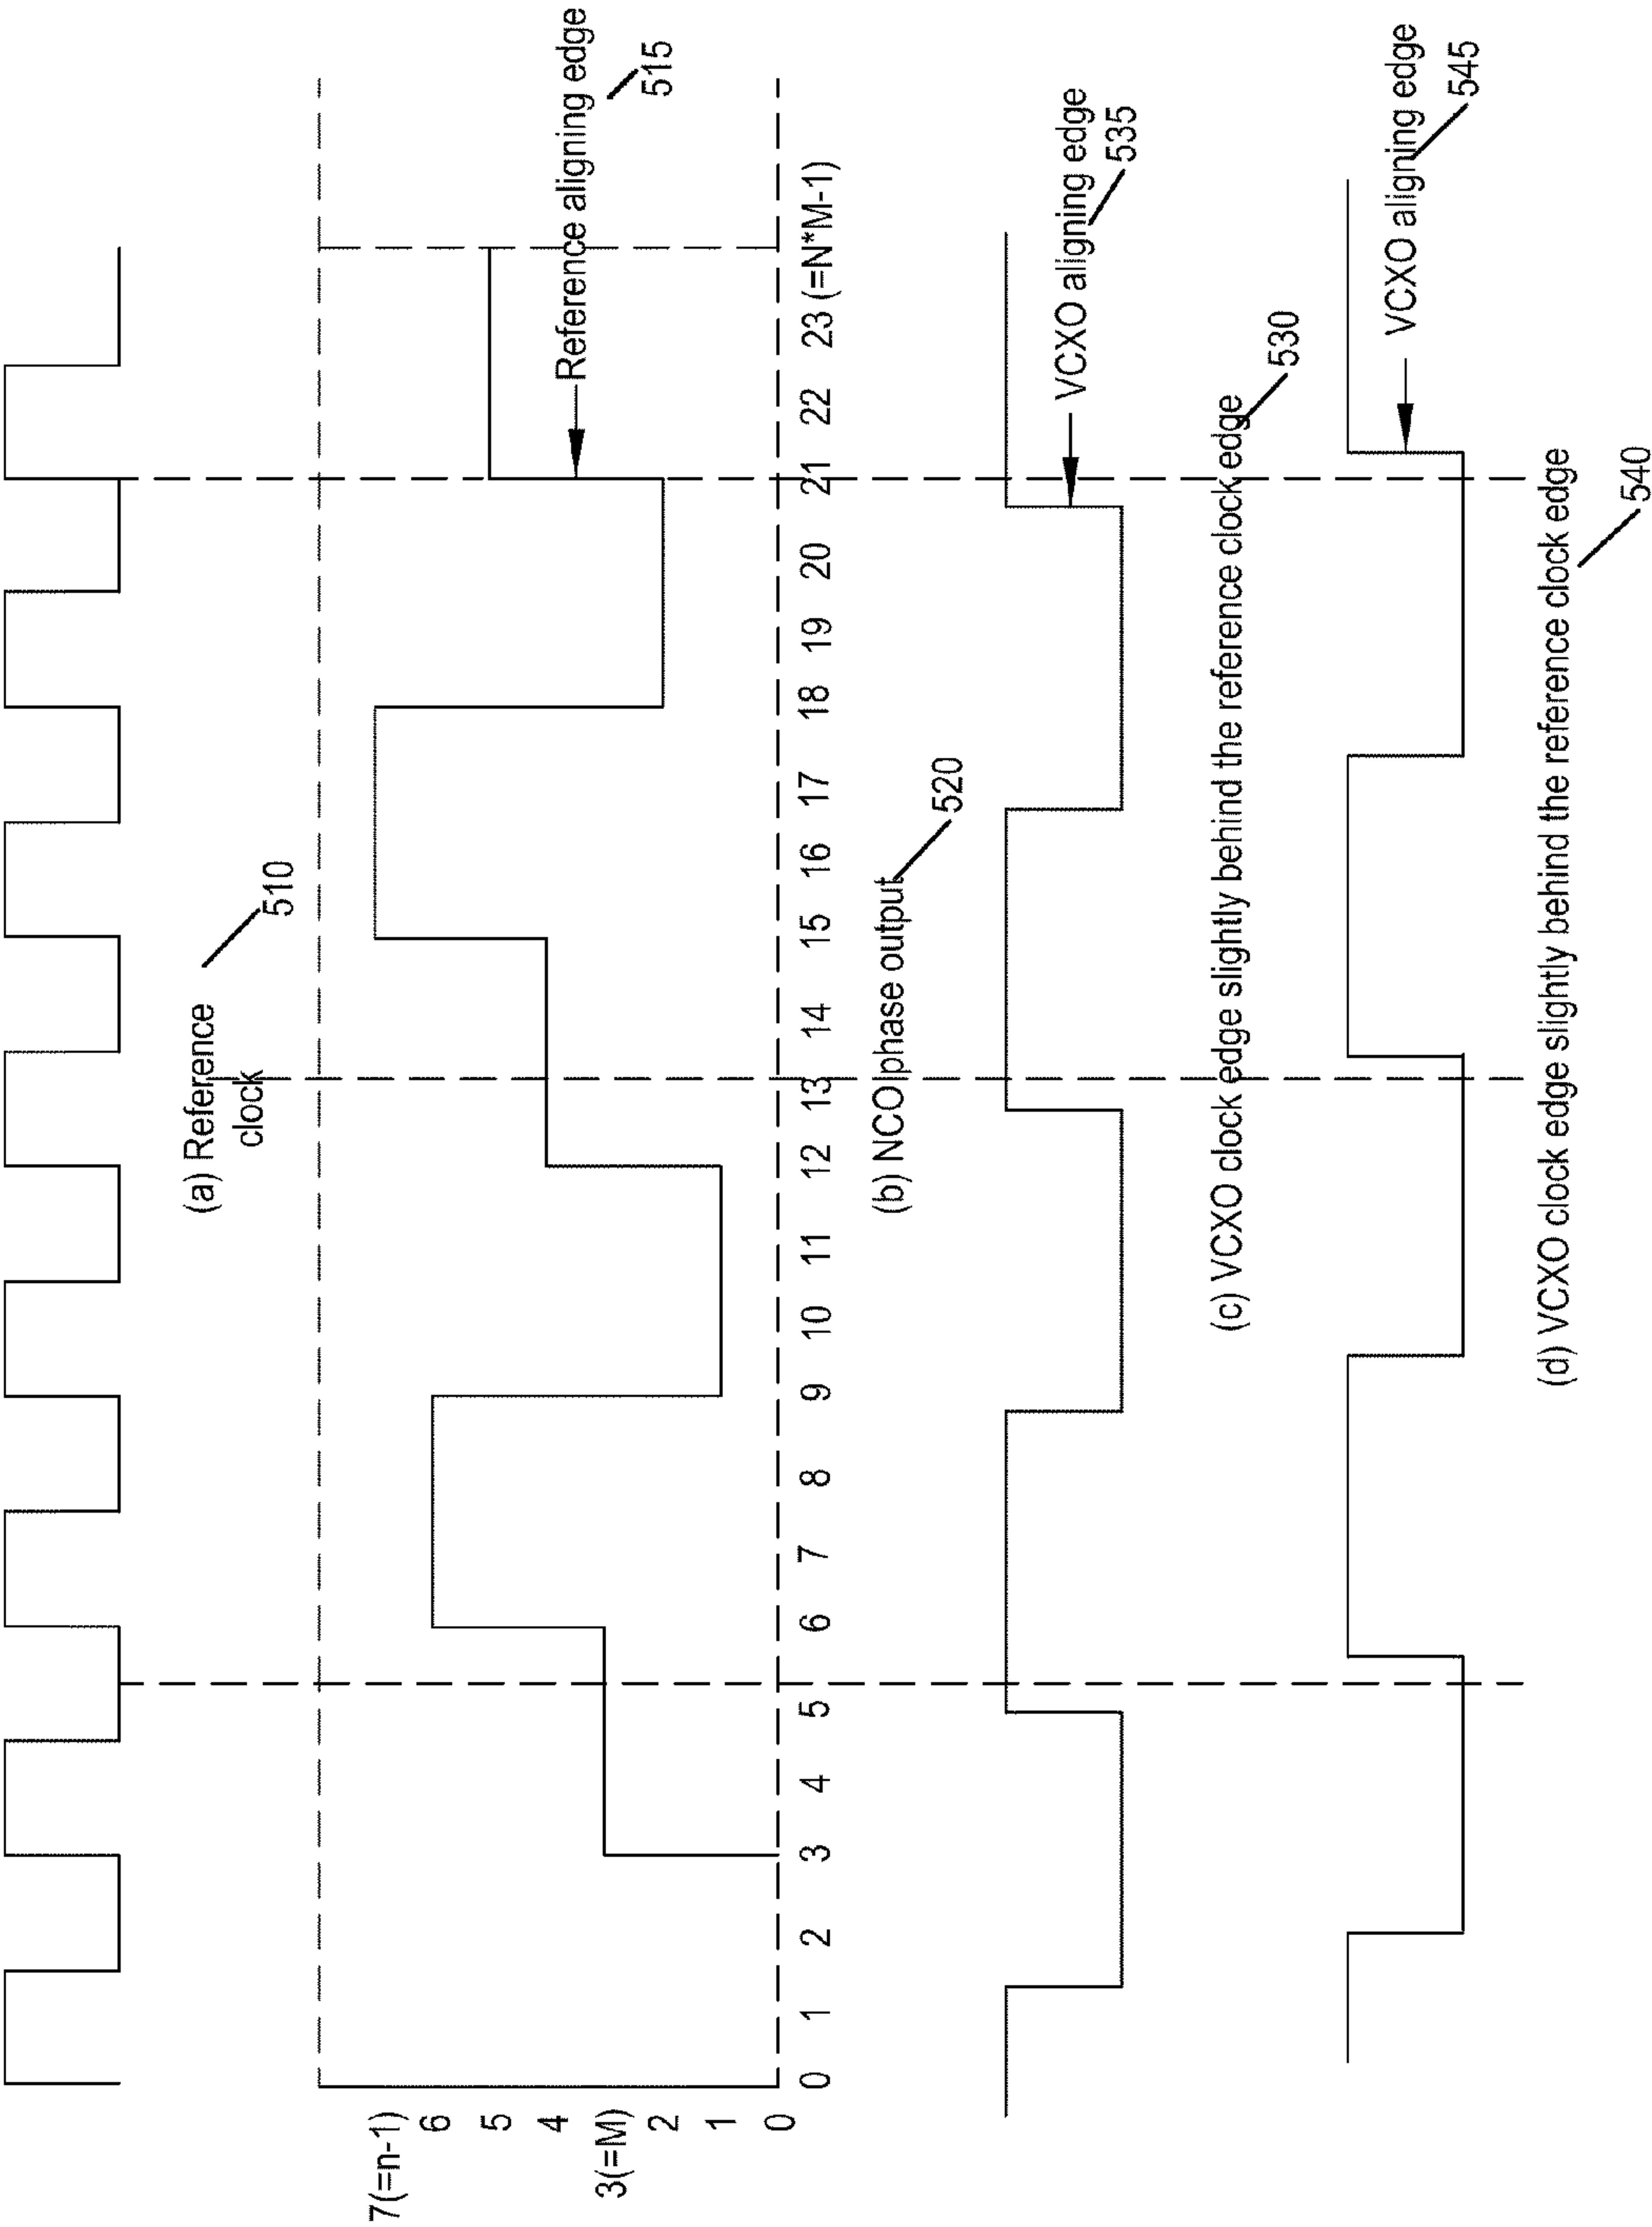 (a) Reference
clock
510
7(=n-1)
6
5
4
3(=M)
2
1
0
Reference aligning edge
515
0 1 2 3 4 5 6 7 8 9 10 11 12 13 14 15 16 17 18 19 20 21 22 23 (=N*M-1)
(b) NCO phase output
520
VCXO aligning edge
535
(c) VCXO clock edge slightly behind the reference clock edge
530
VCXO aligning edge
545
(d) VCXO clock edge slightly behind the reference clock edge
540